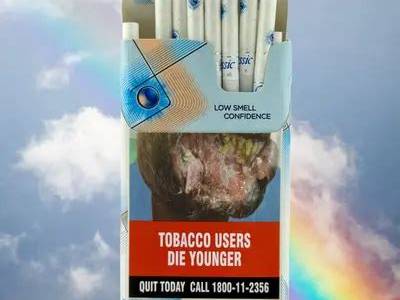 LOW SMELL
CONFIDENCE
TOBACCO USERS
DIE YOUNGER
QUIT TODAY CALL 1800-11-2356